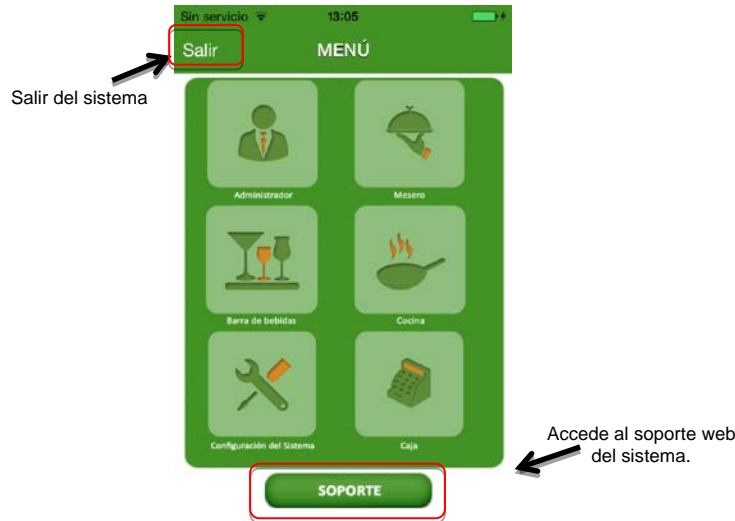 Sin servicio 13:05
Salir MENÚ
Salir del sistema
Administrador Mesero
Barra de bebidas Cocina
Configuración del Sistema Caja
Accede al soporte web
del sistema.
SOPORTE